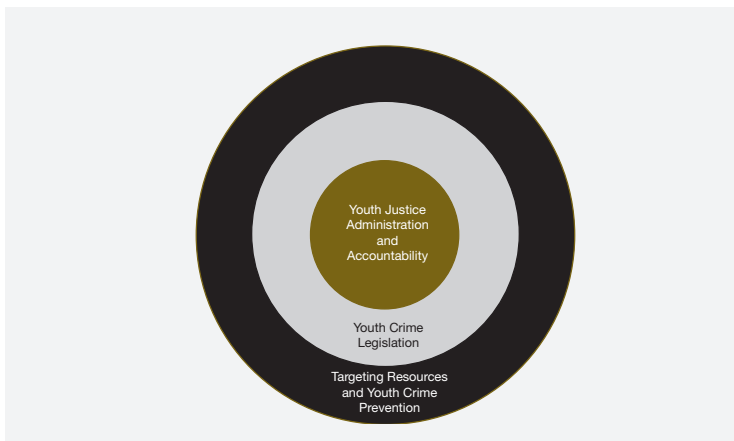 Youth Justice
Administration
and
Accountability
Youth Crime
Legislation
Targeting Resources
and Youth Crime
Prevention